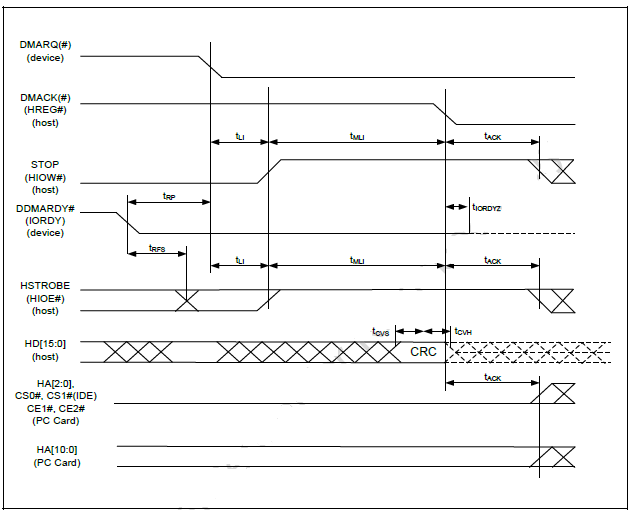 DMARQ(#)
(device)
DMACK(#)
(HREG#)
(host)
tLI
tMLI
tACK
STOP
(HIOW#)
(host)
tRP
DDMARDY#
(IORDY)
(device)
tIORDYZ
tRFS
tLI
tMLI
tACK
HSTROBE
(HIOE#)
(host)
tCVS
tCVH
HD[15:0]
(host)
CRC
HA[2:0],
CS0#, CS1#(IDE)
CE1#, CE2#
(PC Card)
tACK
HA[10:0]
(PC Card)